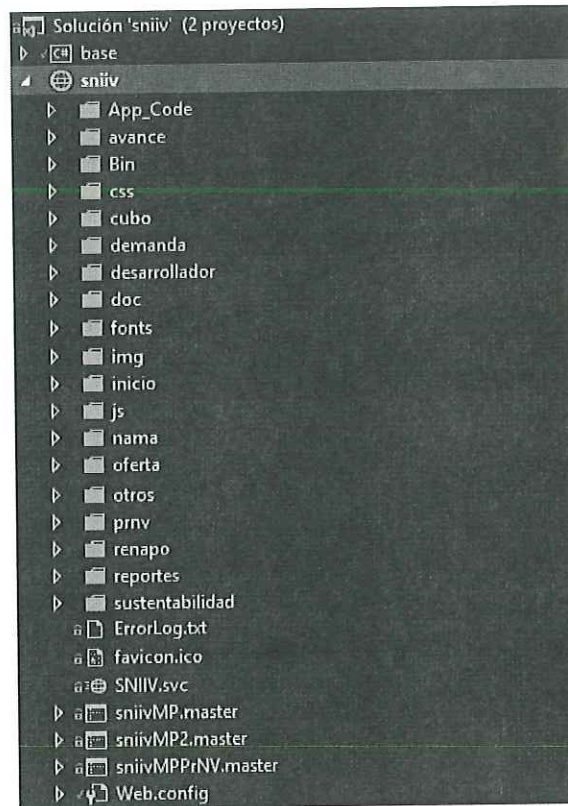 Solución 'sniiv' (2 proyectos)
C# base
sniiv
App_Code
avance
Bin
css
cubo
demanda
desarrollador
doc
fonts
img
inicio
js
nama
oferta
otros
prnv
renapo
reportes
sustentabilidad
ErrorLog.txt
favicon.ico
SNIIV.svc
sniivMP.master
sniivMP2.master
sniivMPPrNV.master
Web.config